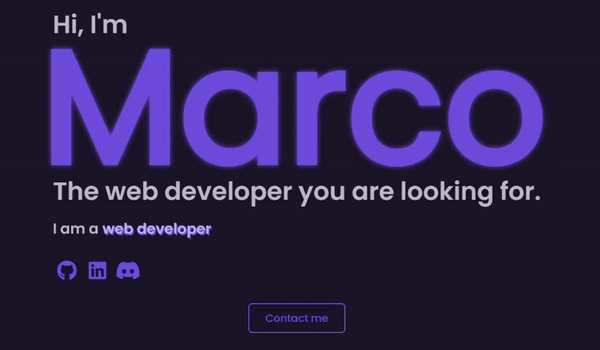 Hi, I'm
Marco
The web developer you are looking for.
I am a web developer
Contact me